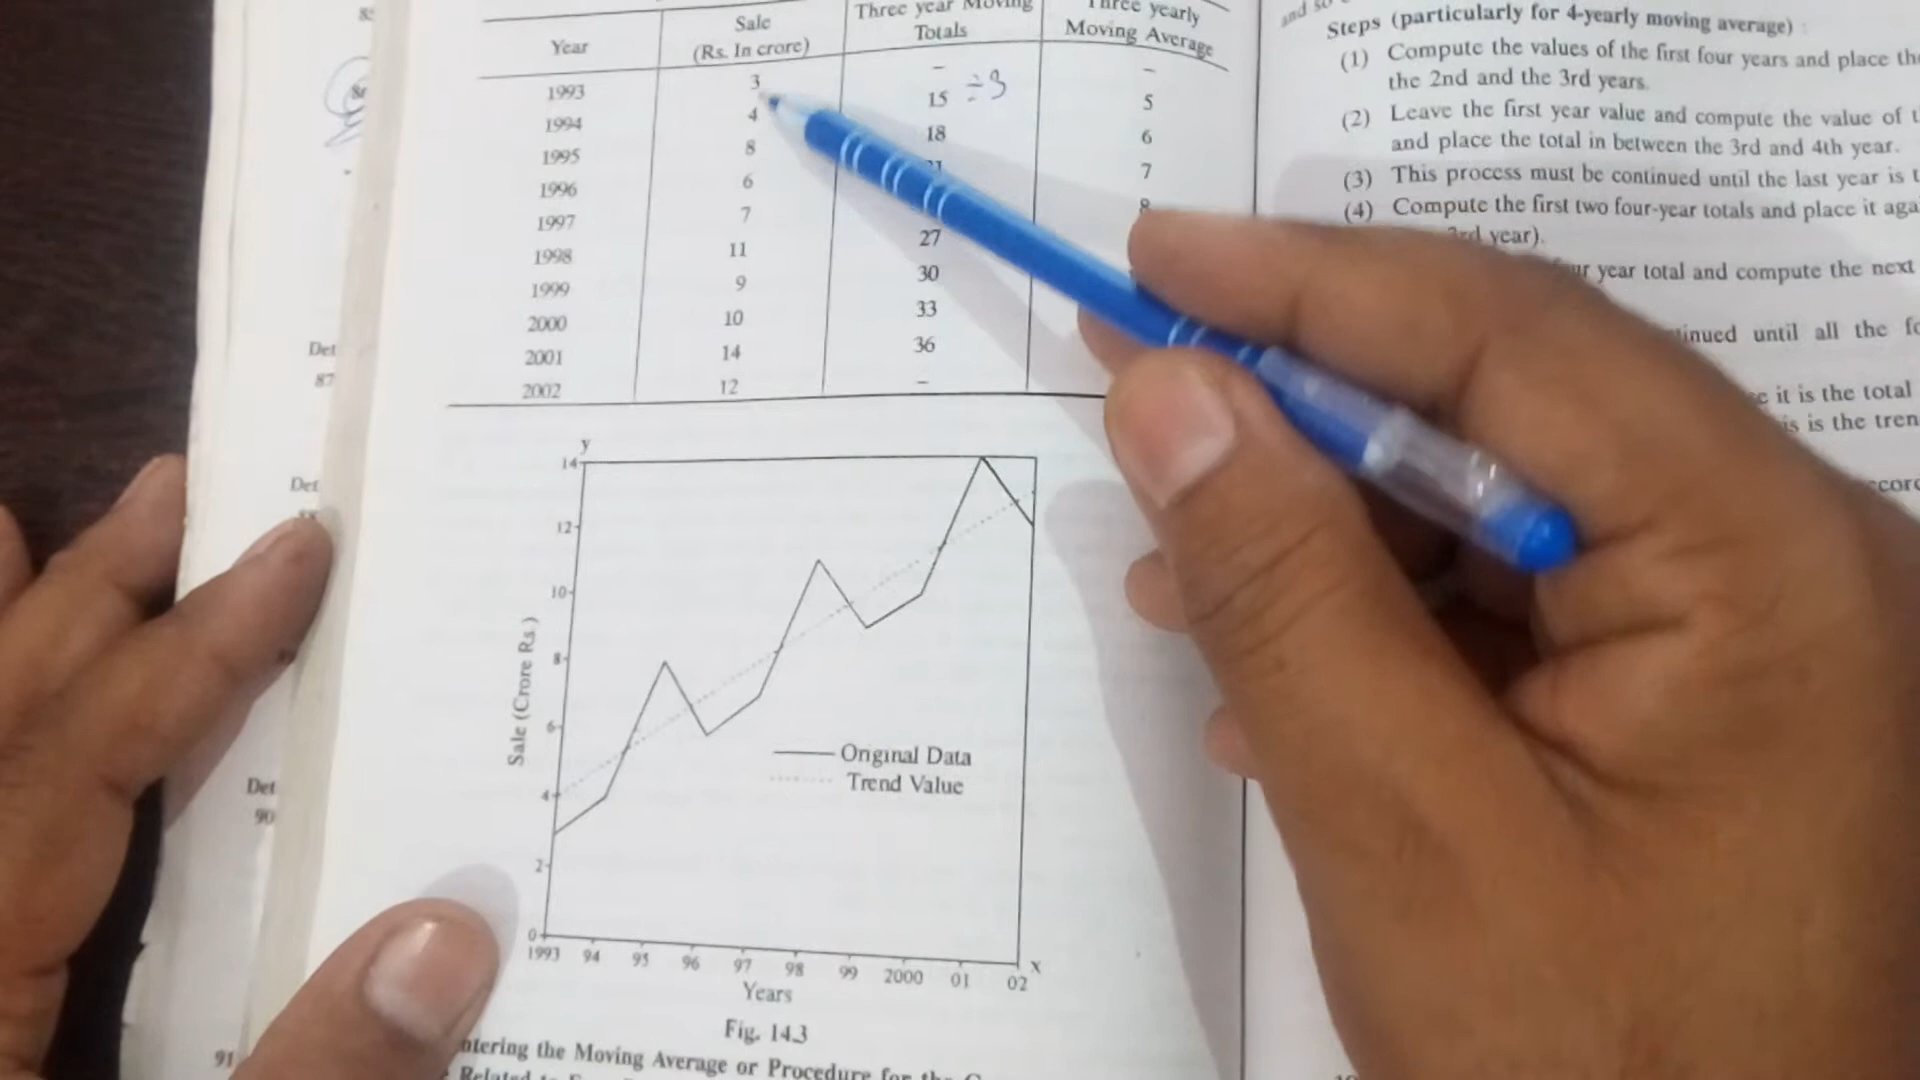 Sale Three year Moving Three yearly
Year (Rs. In crore) Totals Moving Average
1993 3 – –
1994 4 15 ÷3 5
1995 8 18 6
1996 6 7
1997 7 8
1998 11 27
1999 9 30
2000 10 33
2001 14 36
2002 12 –
y
14
12
10
8
6
4
2
0
Sale (Crore Rs.)
Original Data
Trend Value
1993 94 95 96 97 98 99 2000 01 02 x
Years
Fig. 14.3
the Moving Average or Procedure for the
Related to
Det
87
Det
Det
90
91
and so
Steps (particularly for 4-yearly moving average) :
(1) Compute the values of the first four years and place
the 2nd and the 3rd years.
(2) Leave the first year value and compute the value of
and place the total in between the 3rd and 4th year.
(3) This process must be continued until the last year is
(4) Compute the first two four-year totals and place it
year).
year total and compute the next
until all the
it is the total
is the